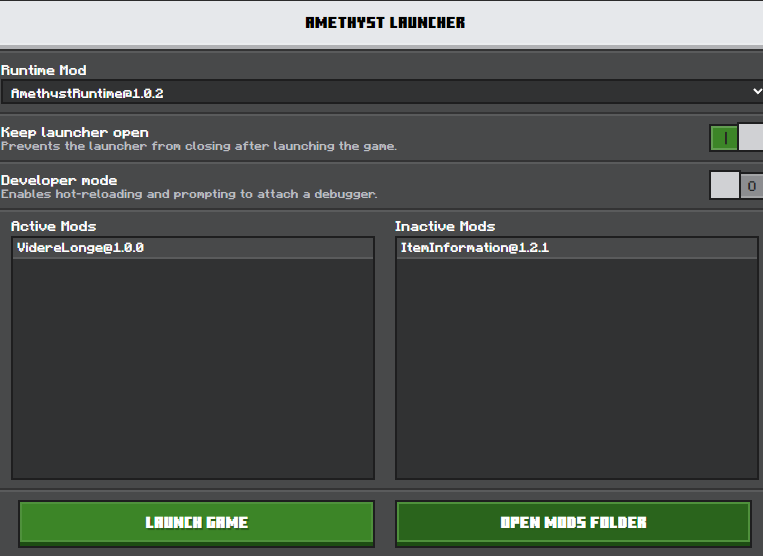 AMETHYST LAUNCHER
Runtime Mod
AmethystRuntime@1.0.2
Keep launcher open
Prevents the launcher from closing after launching the game.
Developer mode
Enables hot-reloading and prompting to attach a debugger.
Active Mods
VidereLonge@1.0.0
Inactive Mods
ItemInformation@1.2.1
LAUNCH GAME
OPEN MODS FOLDER